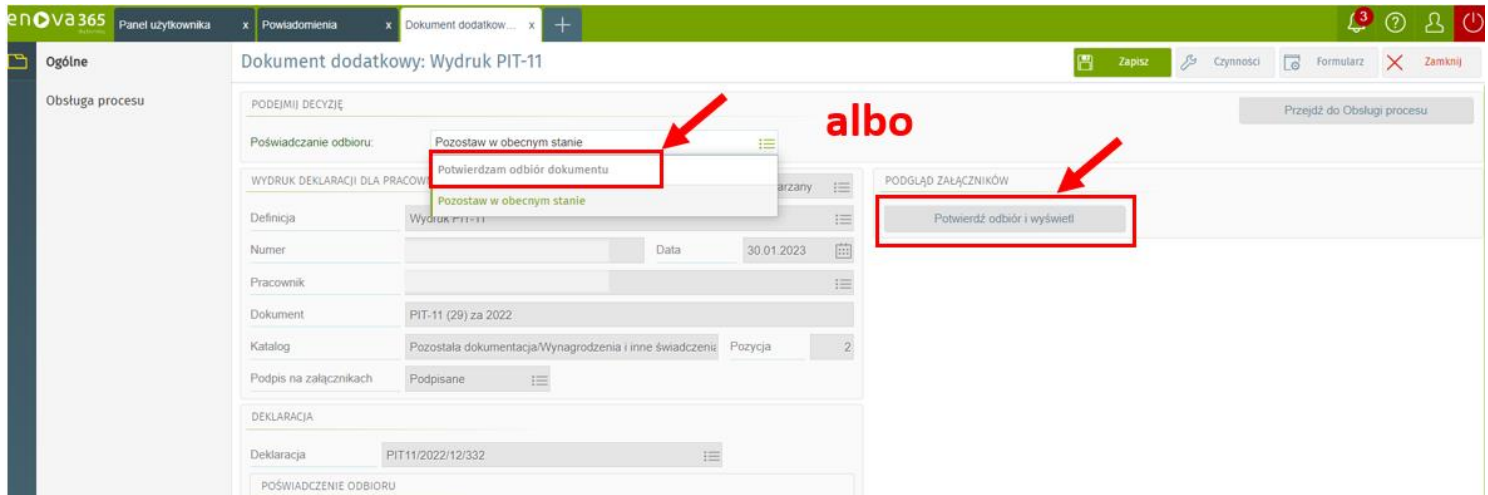 enova365 Panel użytkownika x Powiadomienia x Dokument dodatkow... x 3
Ogólne
Obsługa procesu
Dokument dodatkowy: Wydruk PIT-11
Zapisz Czynności Formularz Zamknij
PODEJMIJ DECYZJĘ
Przejdź do Obsługi procesu
Poświadczanie odbioru: Pozostaw w obecnym stanie
albo
Potwierdzam odbiór dokumentu
Pozostaw w obecnym stanie
WYDRUK DEKLARACJI DLA PRACOW
arzany
Definicja Wydruk PIT-11
Numer Data 30.01.2023
Pracownik
Dokument PIT-11 (29) za 2022
Katalog Pozostała dokumentacja/Wynagrodzenia i inne świadczenia Pozycja 2
Podpis na załącznikach Podpisane
PODGLĄD ZAŁĄCZNIKÓW
Potwierdź odbiór i wyświetl
DEKLARACJA
Deklaracja PIT11/2022/12/332
POŚWIADCZENIE ODBIORU